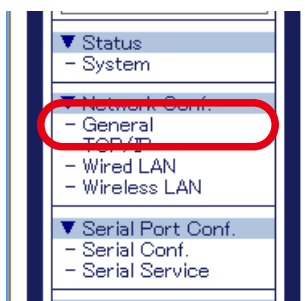 ▼ Status
- System
▼ Network Conf.
- General
- TCP/IP
- Wired LAN
- Wireless LAN
▼ Serial Port Conf.
- Serial Conf.
- Serial Service